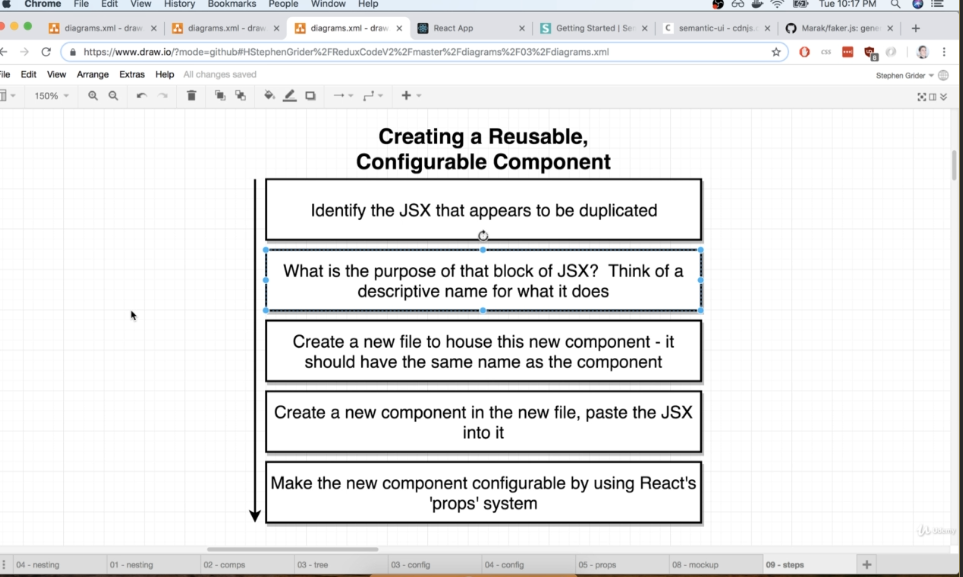 Chrome File Edit View History Bookmarks People Window Help Tue 10:17 PM
diagrams.xml - draw diagrams.xml - draw. diagrams.xml - draw. React App Getting Started | Se semantic-ui - cdnjs. Marak/faker.js: gene
https://www.draw.io/?mode=github#HStephenGrider%2FReduxCodeV2%2Fmaster%2Fdiagrams%2F03%2Fdiagrams.xml
ile Edit View Arrange Extras Help All changes saved Stephen Grider
150%
Creating a Reusable,
Configurable Component
Identify the JSX that appears to be duplicated
What is the purpose of that block of JSX? Think of a
descriptive name for what it does
Create a new file to house this new component - it
should have the same name as the component
Create a new component in the new file, paste the JSX
into it
Make the new component configurable by using React's
'props' system
Udemy
04 - nesting 01 - nesting 02 - comps 03 - tree 03 - config 04 - config 05 - props 08 - mockup 09 - steps